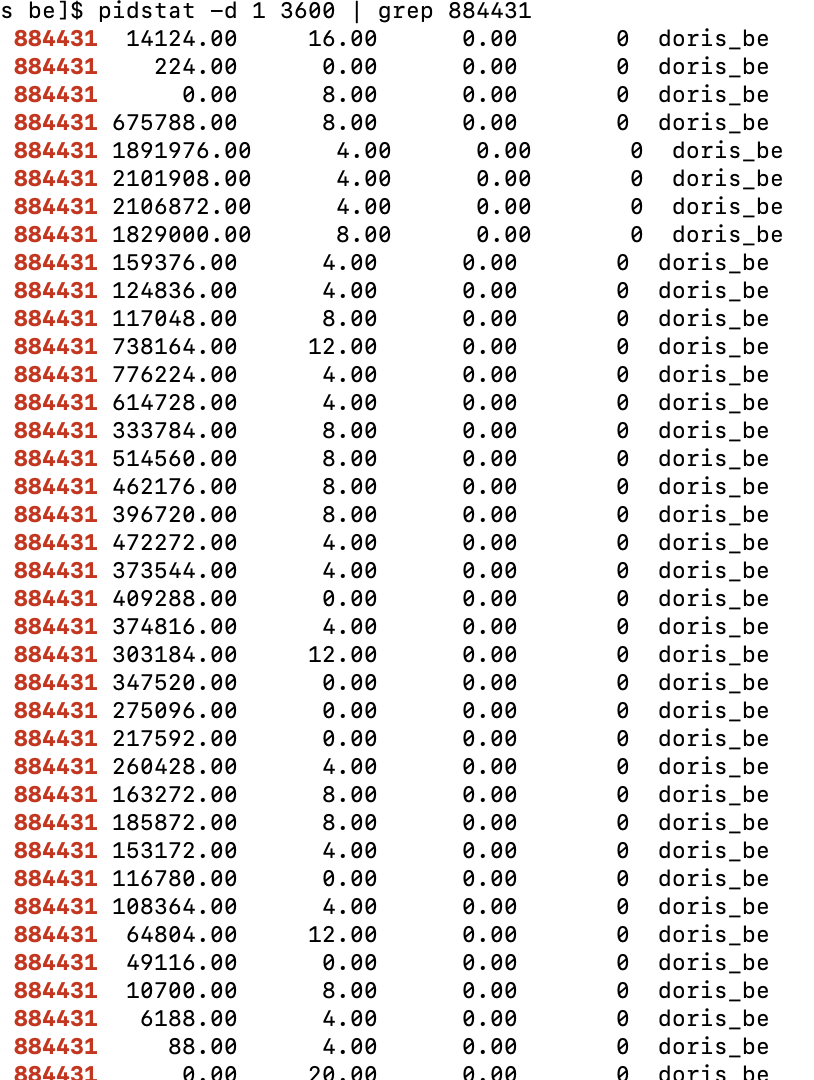 s be]$ pidstat -d 1 3600 | grep 884431
884431 14124.00 16.00 0.00 0 doris_be
884431 224.00 0.00 0.00 0 doris_be
884431 0.00 8.00 0.00 0 doris_be
884431 675788.00 8.00 0.00 0 doris_be
884431 1891976.00 4.00 0.00 0 doris_be
884431 2101908.00 4.00 0.00 0 doris_be
884431 2106872.00 4.00 0.00 0 doris_be
884431 1829000.00 8.00 0.00 0 doris_be
884431 159376.00 4.00 0.00 0 doris_be
884431 124836.00 4.00 0.00 0 doris_be
884431 117048.00 8.00 0.00 0 doris_be
884431 738164.00 12.00 0.00 0 doris_be
884431 776224.00 4.00 0.00 0 doris_be
884431 614728.00 4.00 0.00 0 doris_be
884431 333784.00 8.00 0.00 0 doris_be
884431 514560.00 8.00 0.00 0 doris_be
884431 462176.00 8.00 0.00 0 doris_be
884431 396720.00 8.00 0.00 0 doris_be
884431 472272.00 4.00 0.00 0 doris_be
884431 373544.00 4.00 0.00 0 doris_be
884431 409288.00 0.00 0.00 0 doris_be
884431 374816.00 4.00 0.00 0 doris_be
884431 303184.00 12.00 0.00 0 doris_be
884431 347520.00 0.00 0.00 0 doris_be
884431 275096.00 0.00 0.00 0 doris_be
884431 217592.00 0.00 0.00 0 doris_be
884431 260428.00 4.00 0.00 0 doris_be
884431 163272.00 8.00 0.00 0 doris_be
884431 185872.00 8.00 0.00 0 doris_be
884431 153172.00 4.00 0.00 0 doris_be
884431 116780.00 0.00 0.00 0 doris_be
884431 108364.00 4.00 0.00 0 doris_be
884431 64804.00 12.00 0.00 0 doris_be
884431 49116.00 0.00 0.00 0 doris_be
884431 10700.00 8.00 0.00 0 doris_be
884431 6188.00 4.00 0.00 0 doris_be
884431 88.00 4.00 0.00 0 doris_be
884431 0.00 20.00 0.00 0 doris_be